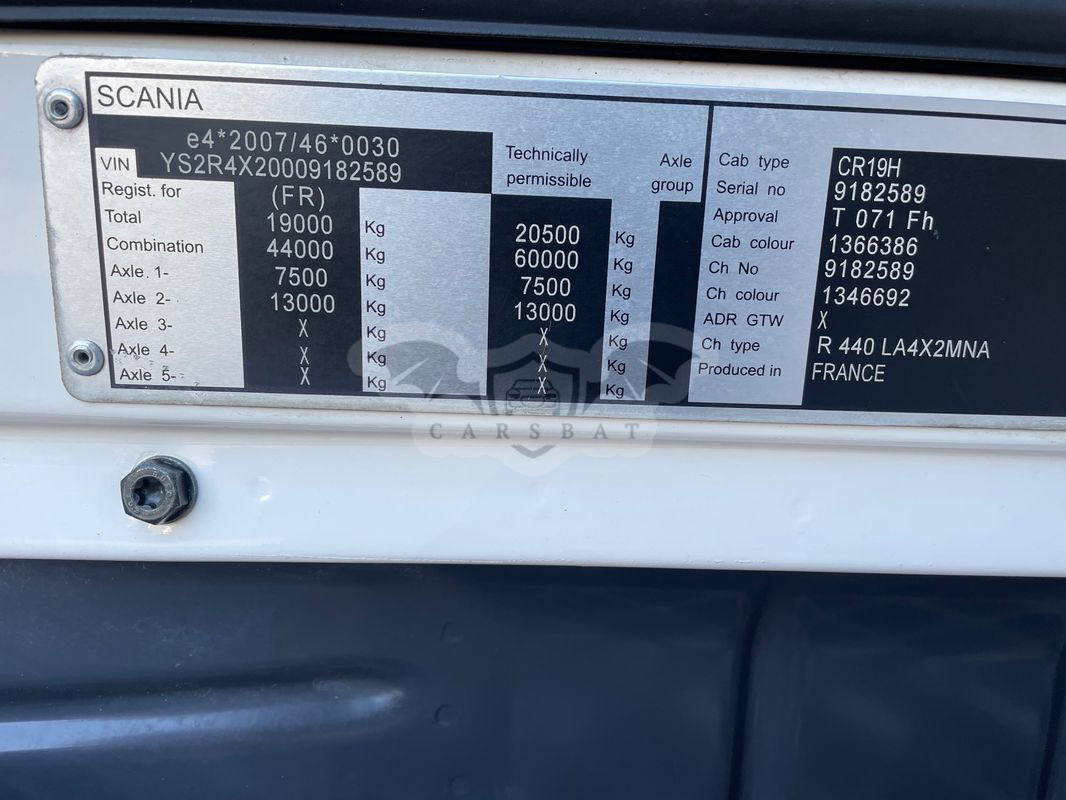 SCANIA
e4*2007/46*0030
VIN YS2R4X20009182589
Regist. for (FR)
Total 19000 Kg 20500 Kg
Combination 44000 Kg 60000 Kg
Axle 1- 7500 Kg 7500 Kg
Axle 2- 13000 Kg 13000 Kg
Axle 3- X Kg X Kg
Axle 4- X Kg X Kg
Axle 5- X Kg X Kg
Technically permissible
Axle group
Cab type CR19H
Serial no 9182589
Approval T 071 Fh
Cab colour 1366386
Ch No 9182589
Ch colour 1346692
ADR GTW X
Ch type R 440 LA4X2MNA
Produced in FRANCE
CARSBAT